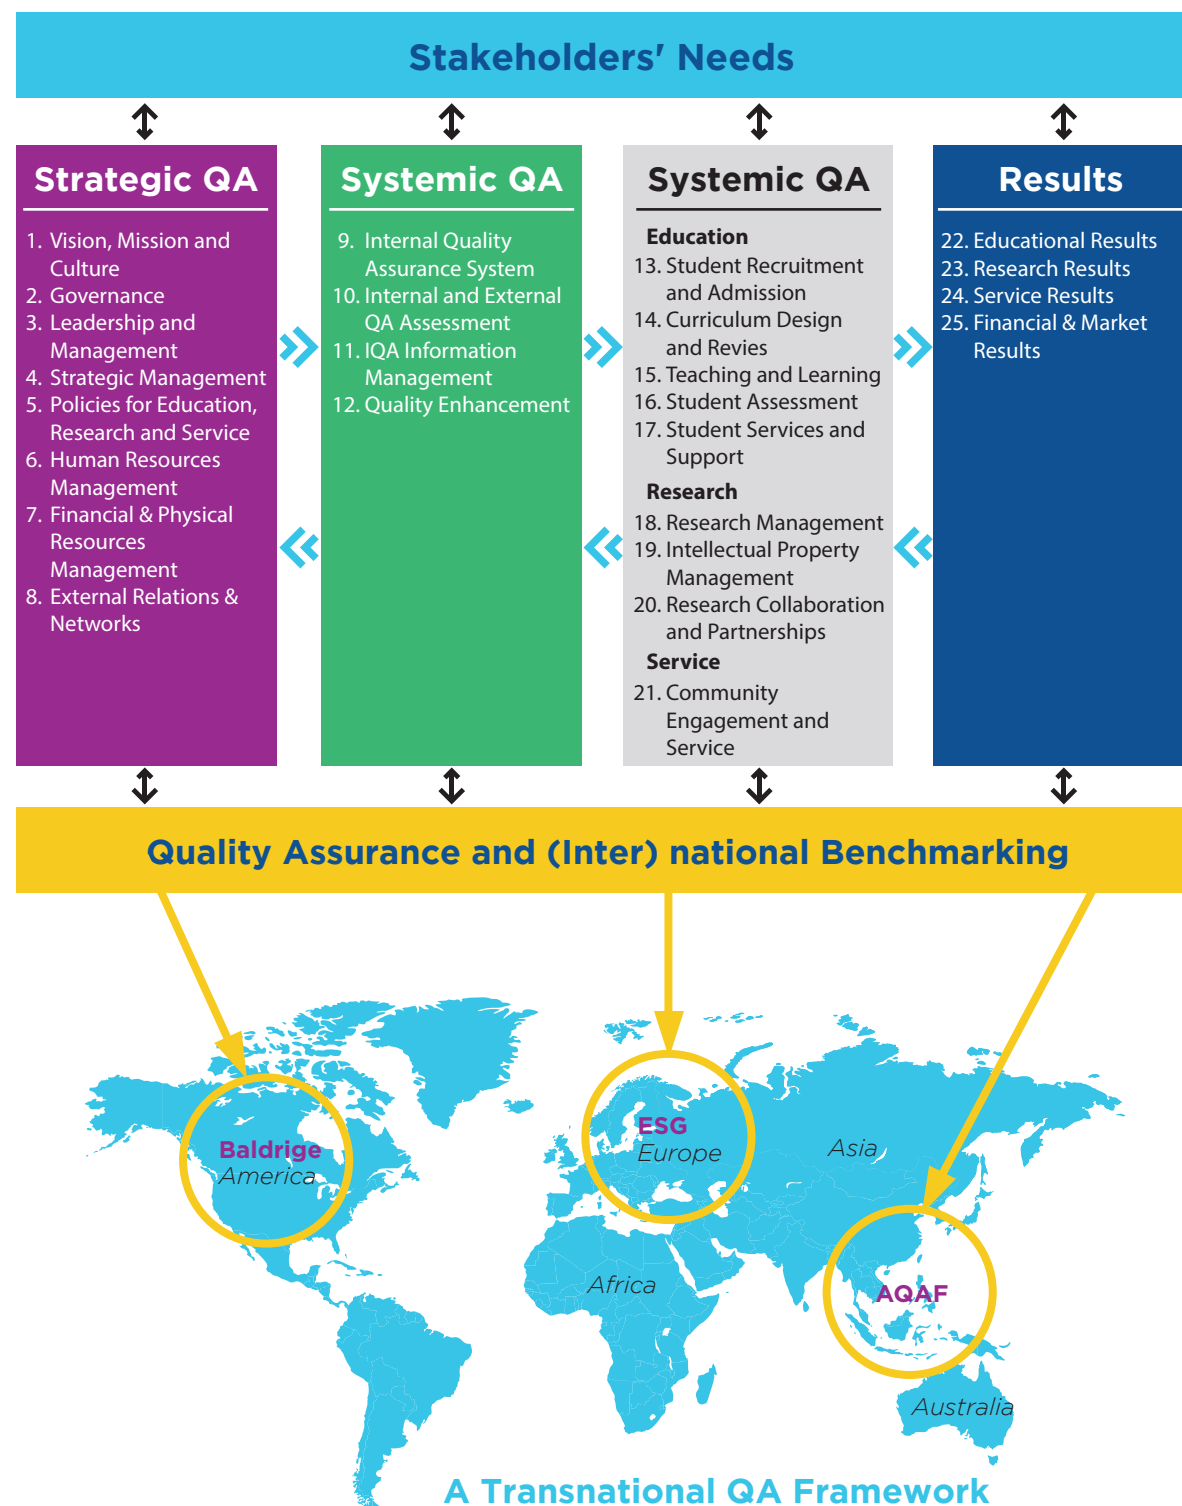 Stakeholders' Needs
Strategic QA
1. Vision, Mission and
Culture
2. Governance
3. Leadership and
Management
4. Strategic Management
5. Policies for Education,
Research and Service
6. Human Resources
Management
7. Financial & Physical
Resources
Management
8. External Relations &
Networks
Systemic QA
9. Internal Quality
Assurance System
10. Internal and External
QA Assessment
11. IQA Information
Management
12. Quality Enhancement
Systemic QA
Education
13. Student Recruitment
and Admission
14. Curriculum Design
and Revies
15. Teaching and Learning
16. Student Assessment
17. Student Services and
Support
Research
18. Research Management
19. Intellectual Property
Management
20. Research Collaboration
and Partnerships
Service
21. Community
Engagement and
Service
Results
22. Educational Results
23. Research Results
24. Service Results
25. Financial & Market
Results
Quality Assurance and (Inter) national Benchmarking
Baldrige
America
ESG
Europe
Asia
Africa
AQAF
Australia
A Transnational QA Framework